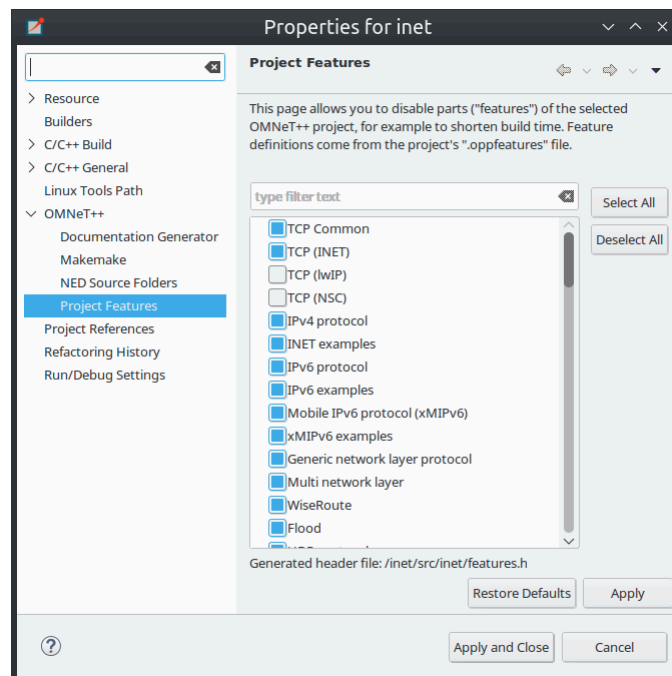 Properties for inet
Project Features
Resource
Builders
C/C++ Build
C/C++ General
Linux Tools Path
OMNeT++
Documentation Generator
Makemake
NED Source Folders
Project Features
Project References
Refactoring History
Run/Debug Settings
This page allows you to disable parts ("features") of the selected
OMNeT++ project, for example to shorten build time. Feature
definitions come from the project's ".oppfeatures" file.
type filter text
Select All
Deselect All
TCP Common
TCP (INET)
TCP (lwIP)
TCP (NSC)
IPv4 protocol
INET examples
IPv6 protocol
IPv6 examples
Mobile IPv6 protocol (xMIPv6)
xMIPv6 examples
Generic network layer protocol
Multi network layer
WiseRoute
Flood
Generated header file: /inet/src/inet/features.h
Restore Defaults
Apply
?
Apply and Close
Cancel